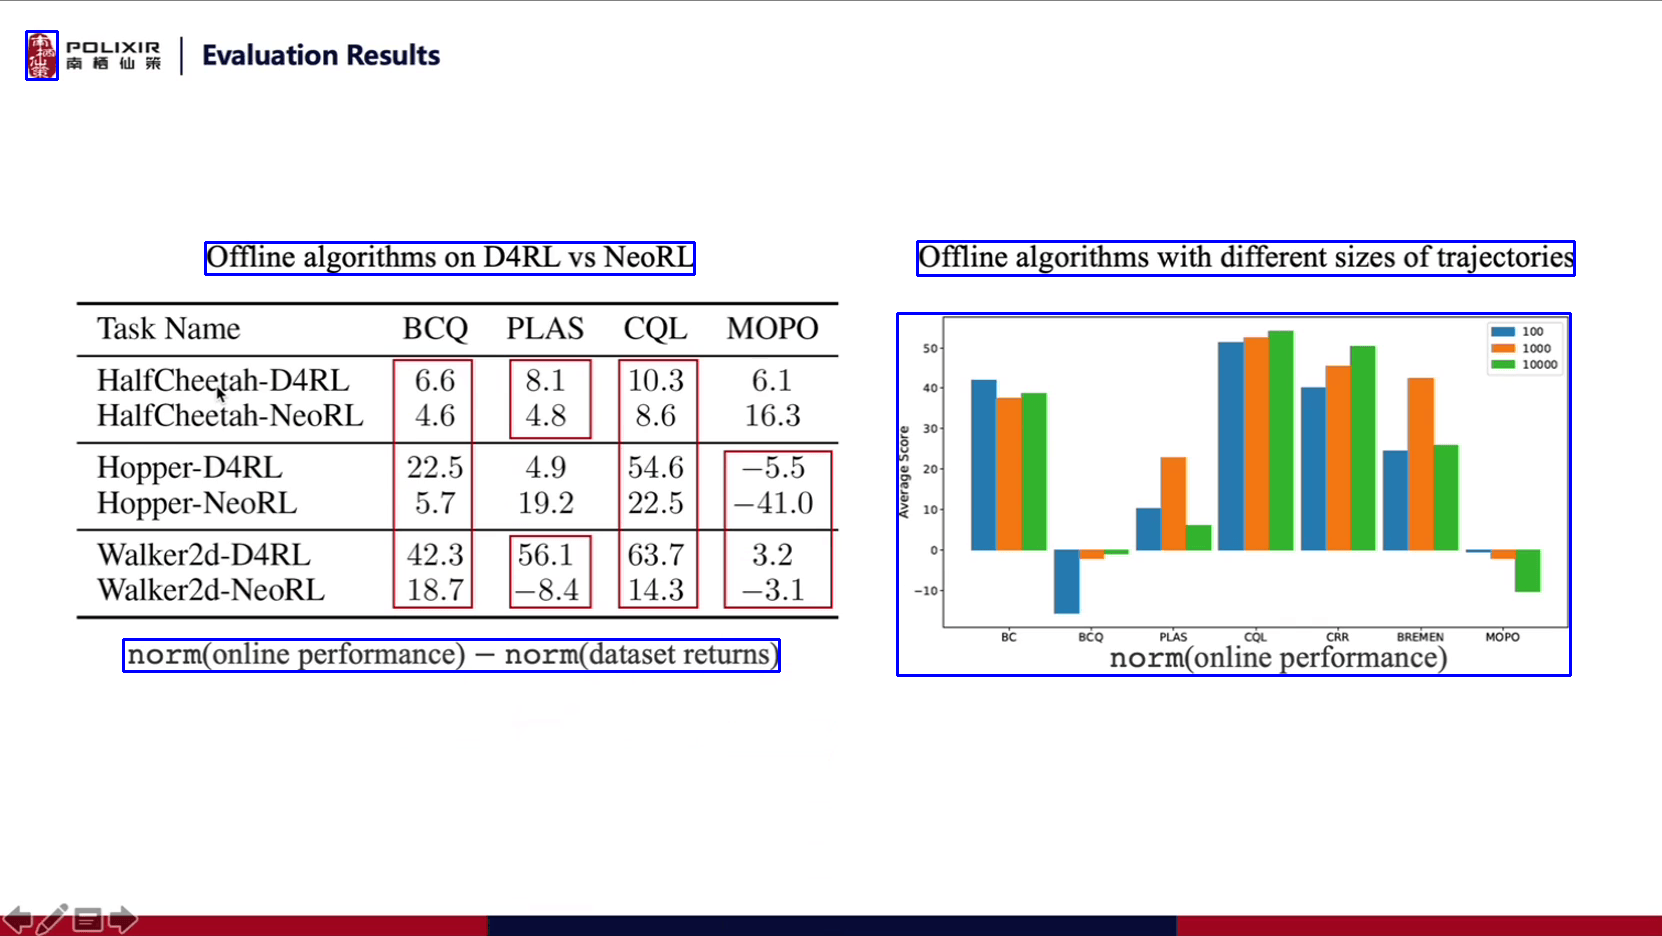 南栖仙策
POLIXIR
南栖仙策
Evaluation Results
Offline algorithms on D4RL vs NeoRL
Task Name BCQ PLAS CQL MOPO
HalfCheetah-D4RL 6.6 8.1 10.3 6.1
HalfCheetah-NeoRL 4.6 4.8 8.6 16.3
Hopper-D4RL 22.5 4.9 54.6 −5.5
Hopper-NeoRL 5.7 19.2 22.5 −41.0
Walker2d-D4RL 42.3 56.1 63.7 3.2
Walker2d-NeoRL 18.7 −8.4 14.3 −3.1
norm(online performance) − norm(dataset returns)
Offline algorithms with different sizes of trajectories
100
1000
10000
50
40
30
20
10
0
−10
Average Score
BC BCQ PLAS CQL CRR BREMEN MOPO
norm(online performance)